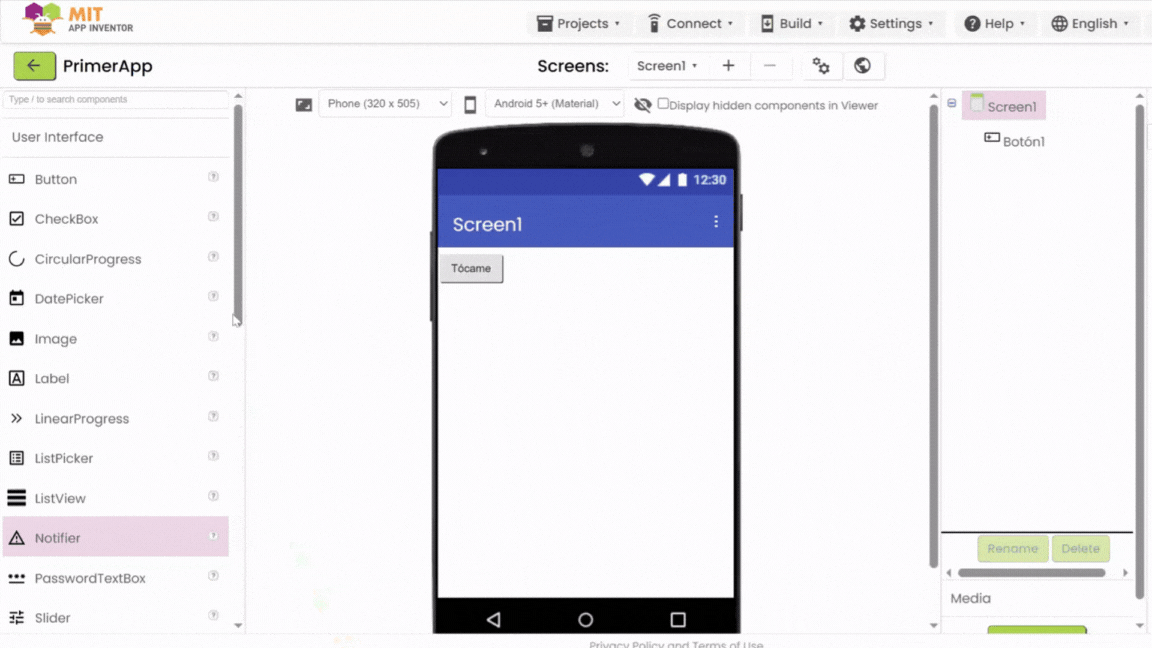 MIT
APP INVENTOR
Projects
Connect
Build
Settings
Help
English
PrimerApp
Screens:
Screen1
Type / to search components
Phone (320 x 505)
Android 5+ (Material)
Display hidden components in Viewer
User Interface
Button
CheckBox
CircularProgress
DatePicker
Image
Label
LinearProgress
ListPicker
ListView
Notifier
PasswordTextBox
Slider
12:30
Screen1
Tócame
Screen1
Botón1
Rename
Delete
Media
Privacy Policy and Terms of Use